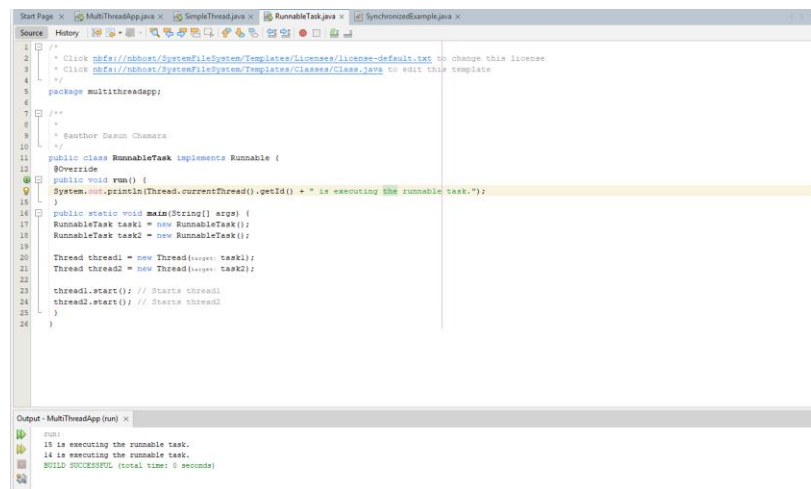 Start Page × MultiThreadApp.java × SimpleThread.java × RunnableTask.java × SynchronizedExample.java ×
Source History
1 /*
2 * Click nbfs://nbhost/SystemFileSystem/Templates/Licenses/license-default.txt to change this license
3 * Click nbfs://nbhost/SystemFileSystem/Templates/Classes/Class.java to edit this template
4 */
5 package multithreadapp;
6
7 /**
8 *
9 * @author Dasun Chamara
10 */
11 public class RunnableTask implements Runnable {
12 @Override
public void run() {
System.out.println(Thread.currentThread().getId() + " is executing the runnable task.");
15 }
16 public static void main(String[] args) {
17 RunnableTask task1 = new RunnableTask();
18 RunnableTask task2 = new RunnableTask();
19
20 Thread thread1 = new Thread(target: task1);
21 Thread thread2 = new Thread(target: task2);
22
23 thread1.start(); // Starts thread1
24 thread2.start(); // Starts thread2
25 }
26 }
Output - MultiThreadApp (run) ×
run:
15 is executing the runnable task.
14 is executing the runnable task.
BUILD SUCCESSFUL (total time: 0 seconds)